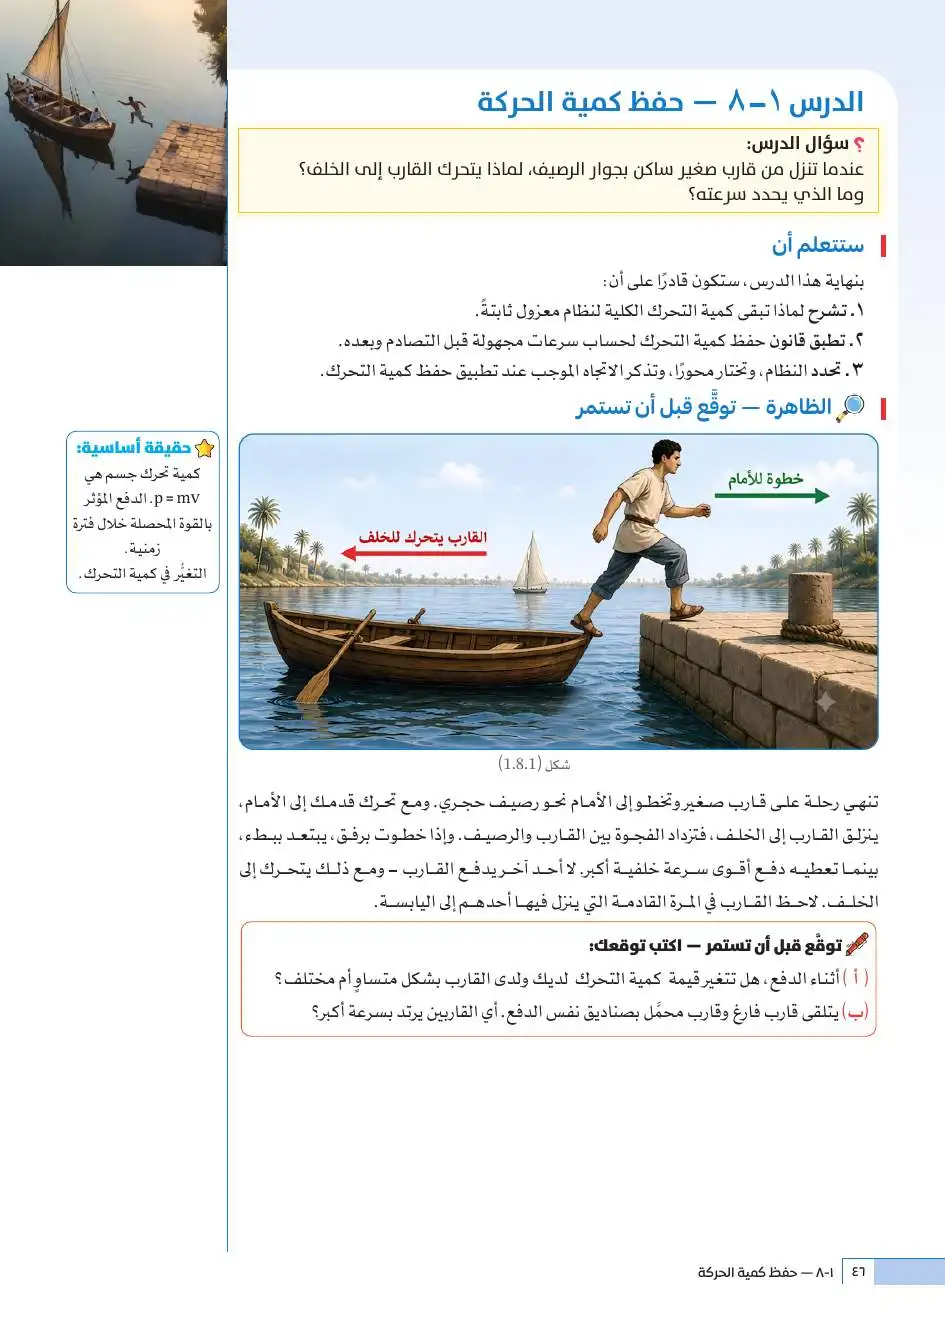 الدرس ١-٨ — حفظ كمية الحركة
؟ سؤال الدرس:
عندما تنزل من قارب صغير ساكن بجوار الرصيف، لماذا يتحرك القارب إلى الخلف؟
وما الذي يحدد سرعته؟
ستتعلم أن
بنهاية هذا الدرس، ستكون قادرًا على أن:
١. تشرح لماذا تبقى كمية التحرك الكلية لنظام معزول ثابتةً.
٢. تطبق قانون حفظ كمية التحرك لحساب سرعات مجهولة قبل التصادم وبعده.
٣. تحدد النظام، وتختار محورًا، وتذكر الاتجاه الموجب عند تطبيق حفظ كمية التحرك.
الظاهرة — توقَّع قبل أن تستمر
حقيقة أساسية:
كمية تحرك جسم هي
p = mv. الدفع المؤثر
بالقوة المحصلة خلال فترة
زمنية.
التغيُّر في كمية التحرك.
خطوة للأمام
القارب يتحرك للخلف
شكل (1.8.1)
تنهي رحلة على قارب صغير وتخطو إلى الأمام نحو رصيف حجري. ومع تحرك قدمك إلى الأمام،
ينزلق القارب إلى الخلف، فتزداد الفجوة بين القارب والرصيف. وإذا خطوت برفق، يبتعد ببطء،
بينما تعطيه دفع أقوى سرعة خلفية أكبر. لا أحد آخر يدفع القارب – ومع ذلك يتحرك إلى
الخلف. لاحظ القارب في المرة القادمة التي ينزل فيها أحدهم إلى اليابسة.
توقَّع قبل أن تستمر — اكتب توقعك:
(أ) أثناء الدفع، هل تتغير قيمة كمية التحرك لديك ولدى القارب بشكل متساوٍ أم مختلف؟
(ب) يتلقى قارب فارغ وقارب محمَّل بصناديق نفس الدفع. أي القاربين يرتد بسرعة أكبر؟
٤٦ ٨-١ — حفظ كمية الحركة